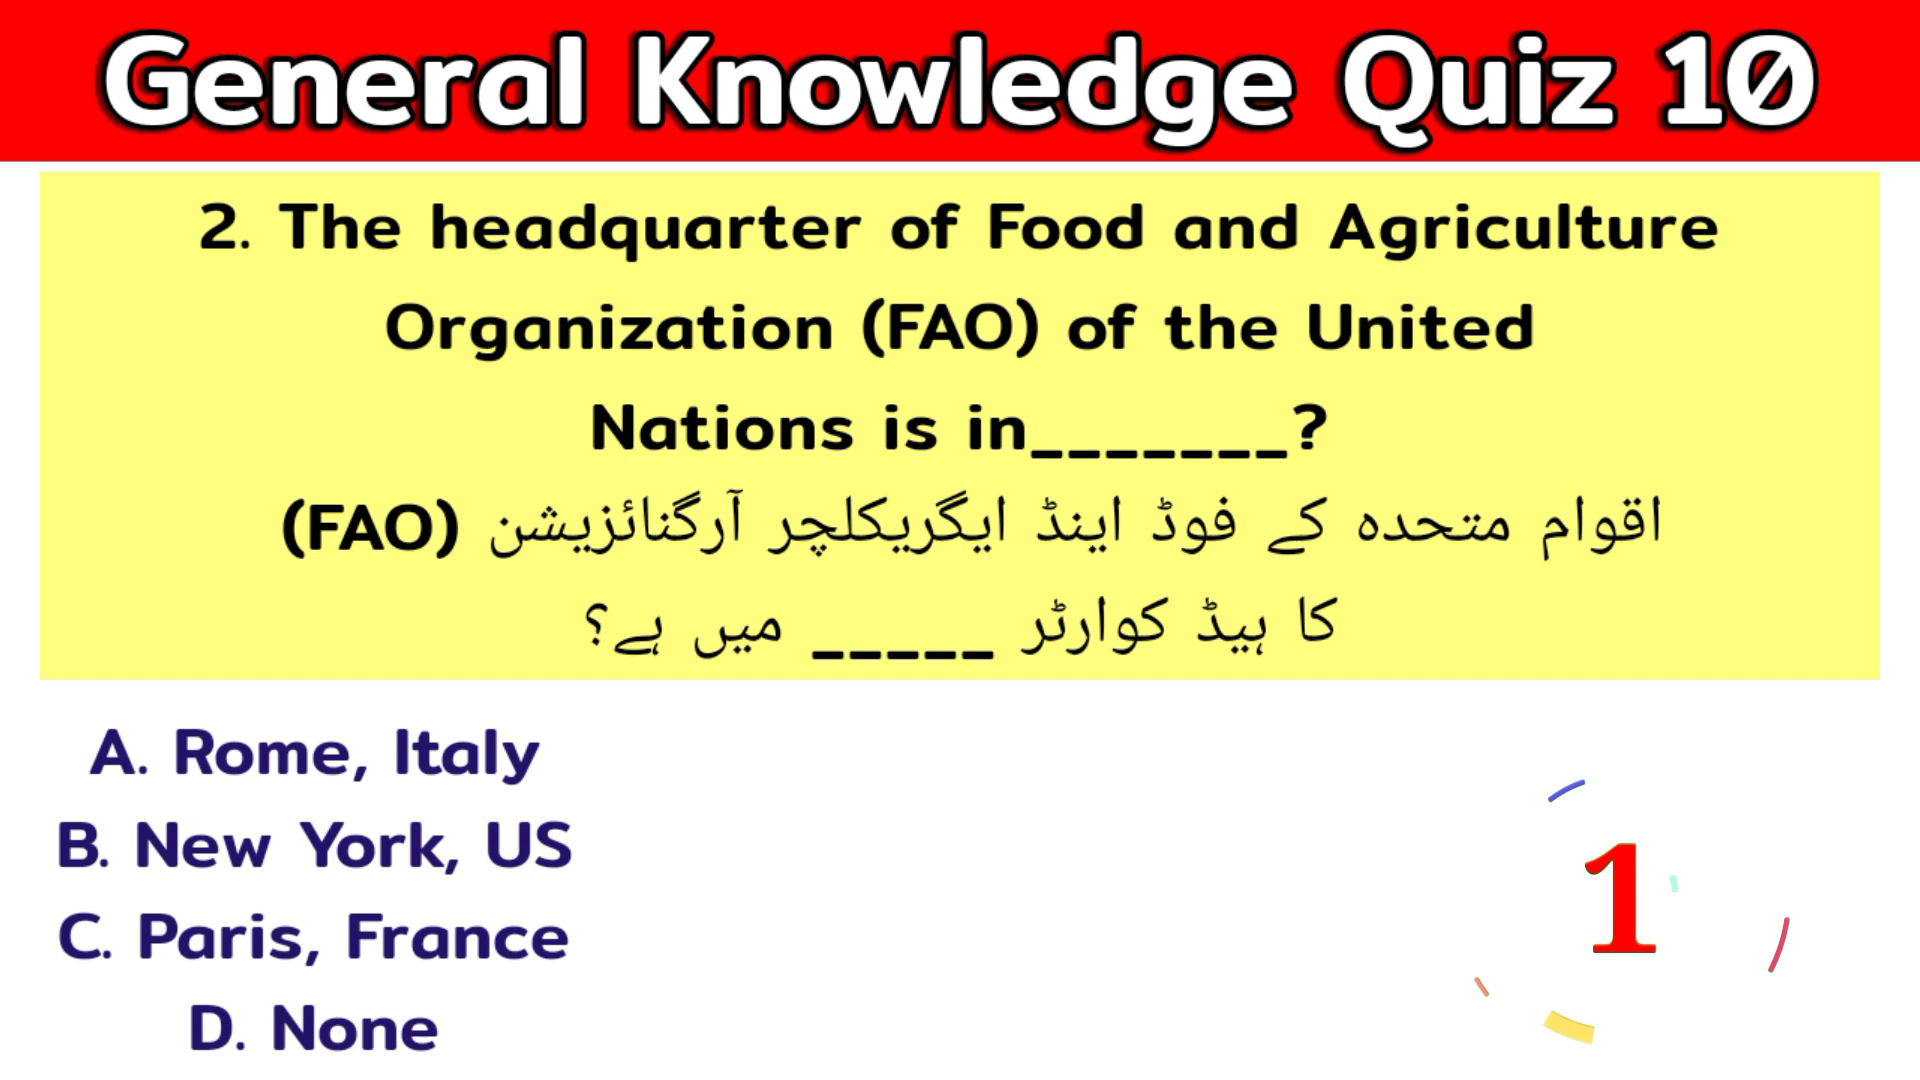 General Knowledge Quiz 10
2. The headquarter of Food and Agriculture
Organization (FAO) of the United
Nations is in_______?
اقوام متحدہ کے فوڈ اینڈ ایگریکلچر آرگنائزیشن (FAO)
کا ہیڈ کوارٹر _____ میں ہے؟
A. Rome, Italy
B. New York, US
C. Paris, France
D. None
1